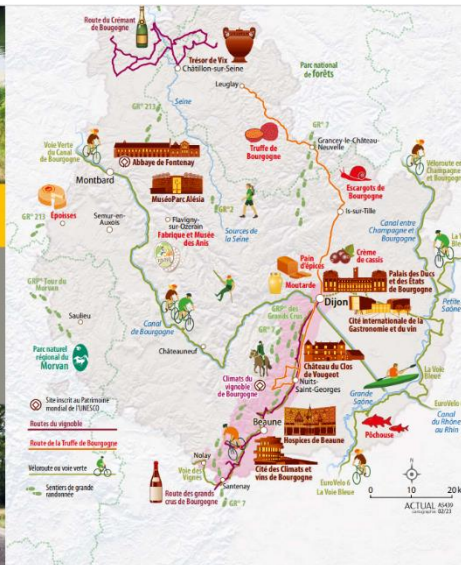 Route du Crémant
de Bourgogne
Trésor de Vix
Châtillon-sur-Seine
Parc national
de forêts
Leuglay
GR® 213
Seine
GR® 7
Voie Verte
du Canal
de Bourgogne
Truffe de
Bourgogne
Grancey-le-Château-
Neuvelle
Véloroute en
Champagne
et Bourgogne
Abbaye de Fontenay
Montbard
MuséoParc Alésia
Escargots de
Bourgogne
Époisses
Semur-en-
Auxois
Flavigny-
sur-Ozerain
GR®2
Is-sur-Tille
GR® 213
Fabrique et Musée
des Anis
Sources de
la Seine
Canal entre
Champagne et
Bourgogne
Pain
d'épices
Crème
de cassis
Moutarde
Palais des Ducs
et des États
de Bourgogne
GRP® Tour du
Morvan
Dijon
Petite
Saône
Saulieu
Canal
de
Bourgogne
GRP® des
Grands Crus
GR® 7
Cité internationale de la
Gastronomie et du vin
Parc naturel
régional du
Morvan
Châteauneuf
Château du Clos
de Vougeot
La Voie
Bleue
Climats du
vignoble
de Bourgogne
Nuits-
Saint-Georges
Grande
Saône
EuroVelo 6
Site inscrit au Patrimoine
mondial de l'UNESCO
Canal
du Rhône
au Rhin
Routes du vignoble
Beaune
Hospices de Beaune
Pôchouse
Route de la Truffe de Bourgogne
Véloroute ou voie verte
Nolay
Cité des Climats et
vins de Bourgogne
Sentiers de grande
randonnée
Voie des
Vignes
Santenay
EuroVelo 6
La Voie Bleue
Route des grands
crus de Bourgogne
GR® 7
0 10 20 k
ACTUAL
02/23